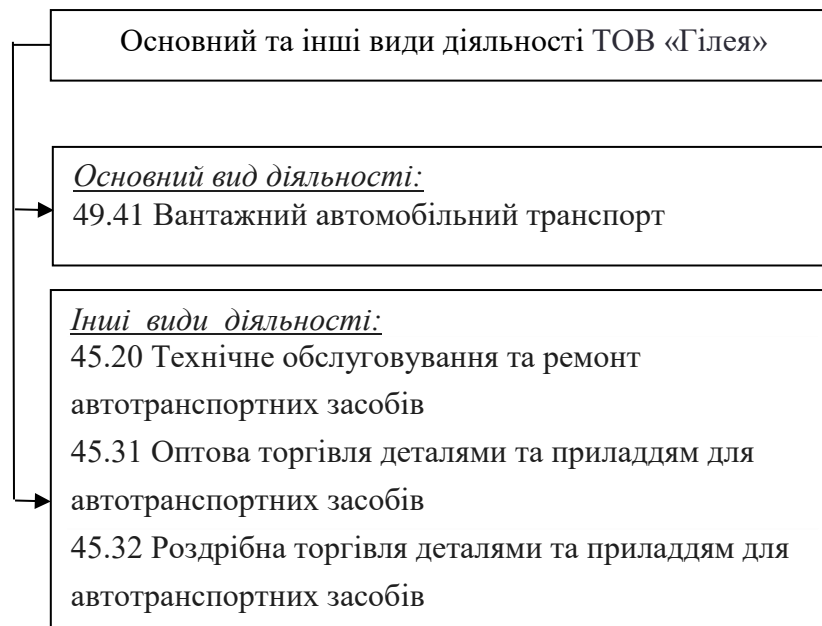 Основний та інші види діяльності ТОВ «Гілея»
Основний вид діяльності:
49.41 Вантажний автомобільний транспорт
Інші види діяльності:
45.20 Технічне обслуговування та ремонт
автотранспортних засобів
45.31 Оптова торгівля деталями та приладдям для
автотранспортних засобів
45.32 Роздрібна торгівля деталями та приладдям для
автотранспортних засобів